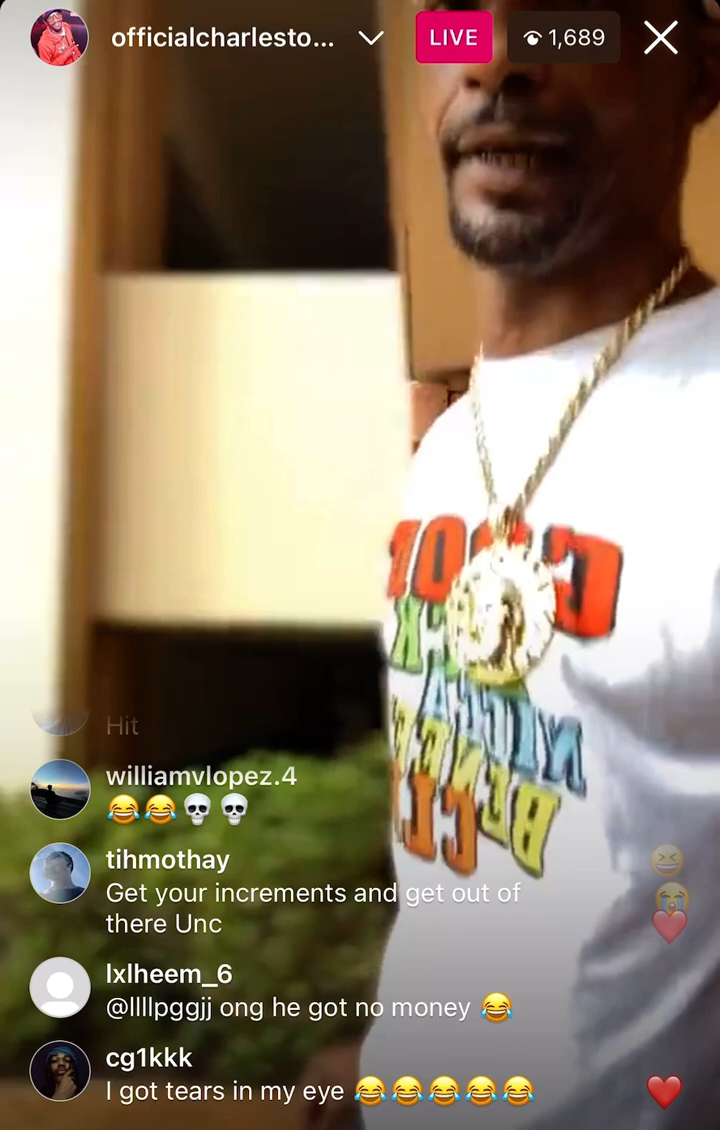 officialcharlesto...
LIVE
1,689
Hit
williamvlopez.4
😂😂💀💀
tihmothay
Get your increments and get out of
there Unc
lxlheem_6
@llllpggjj ong he got no money 😂
cg1kkk
I got tears in my eye 😂😂😂😂😂